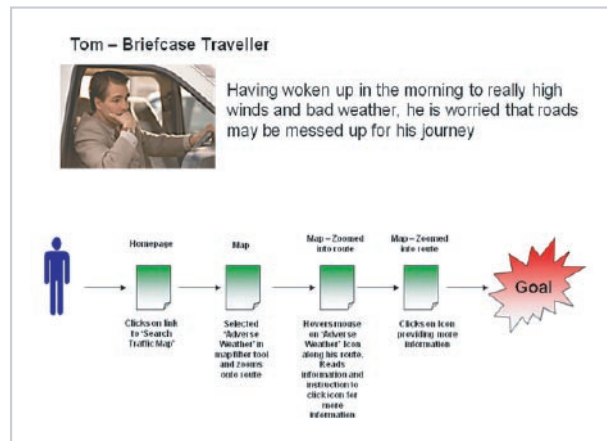 Tom – Briefcase Traveller
Having woken up in the morning to really high
winds and bad weather, he is worried that roads
may be messed up for his journey
Homepage
Map
Map – Zoomed
into route
Map – Zoomed
into route
Goal
Clicks on link
to 'Search
Traffic Map'
Selected
'Adverse
Weather' in
map filter tool
and zooms
onto route
Hovers mouse
on 'Adverse
Weather' Icon
along his route.
Reads
information and
instruction to
click icon for
more
information
Clicks on Icon
providing more
information